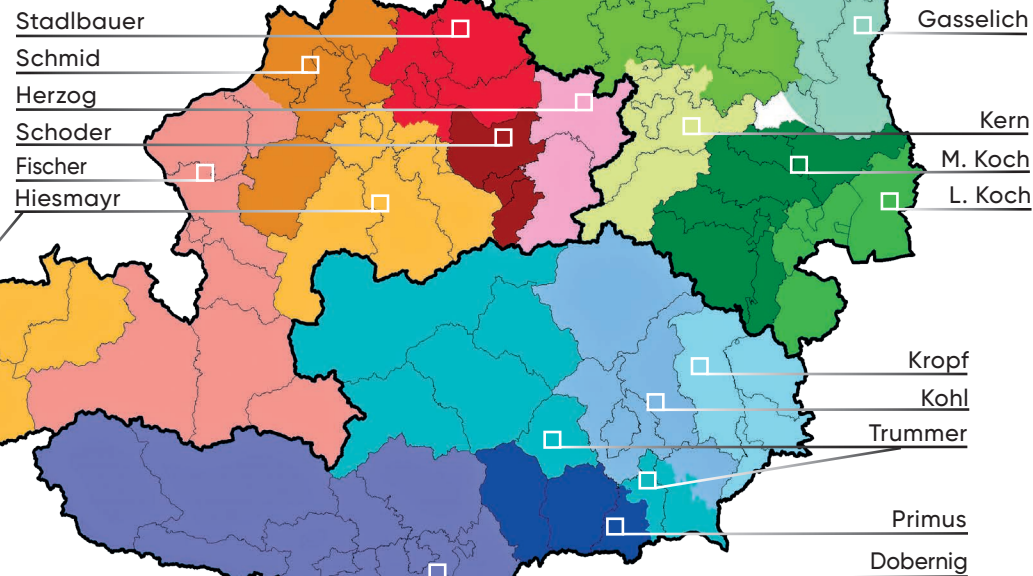 Stadlbauer
Schmid
Herzog
Schoder
Fischer
Hiesmayr
Gasselich
Kern
M. Koch
L. Koch
Kropf
Kohl
Trummer
Primus
Dobernig